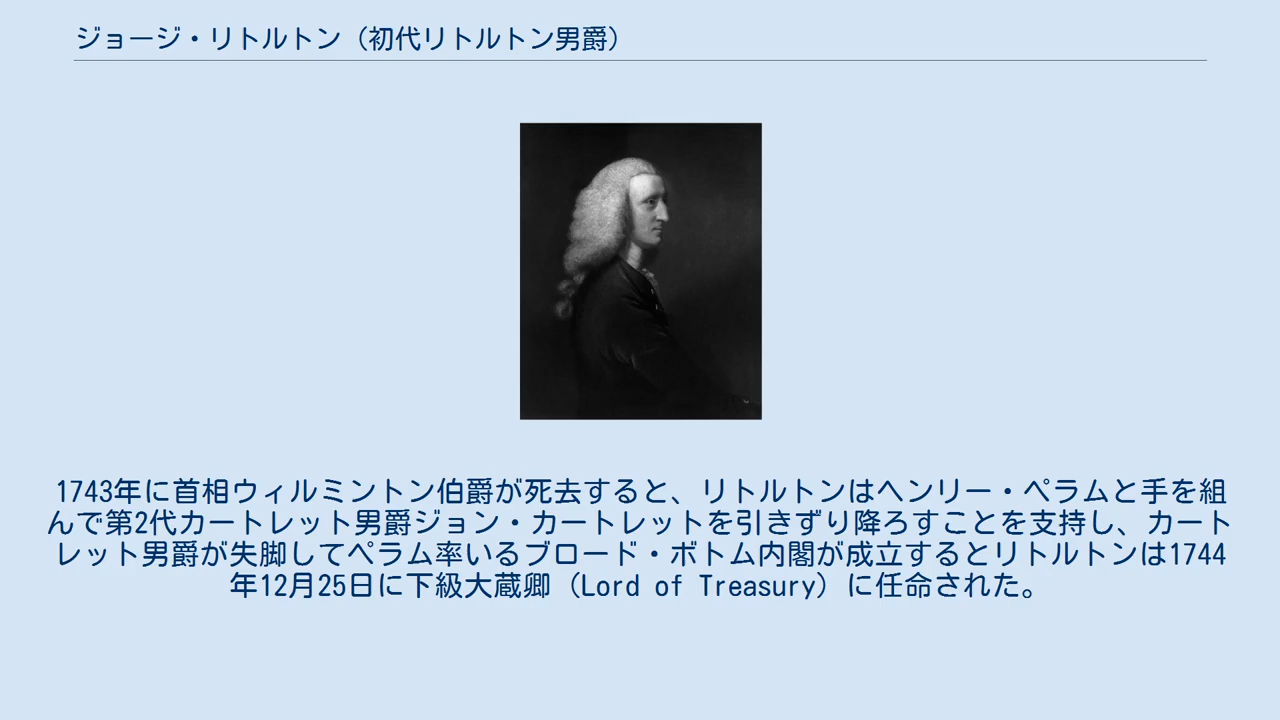 ジョージ・リトルトン（初代リトルトン男爵）
1743年に首相ウィルミントン伯爵が死去すると、リトルトンはヘンリー・ペラムと手を組
んで第2代カートレット男爵ジョン・カートレットを引きずり降ろすことを支持し、カート
レット男爵が失脚してペラム率いるブロード・ボトム内閣が成立するとリトルトンは1744
年12月25日に下級大蔵卿（Lord of Treasury）に任命された。